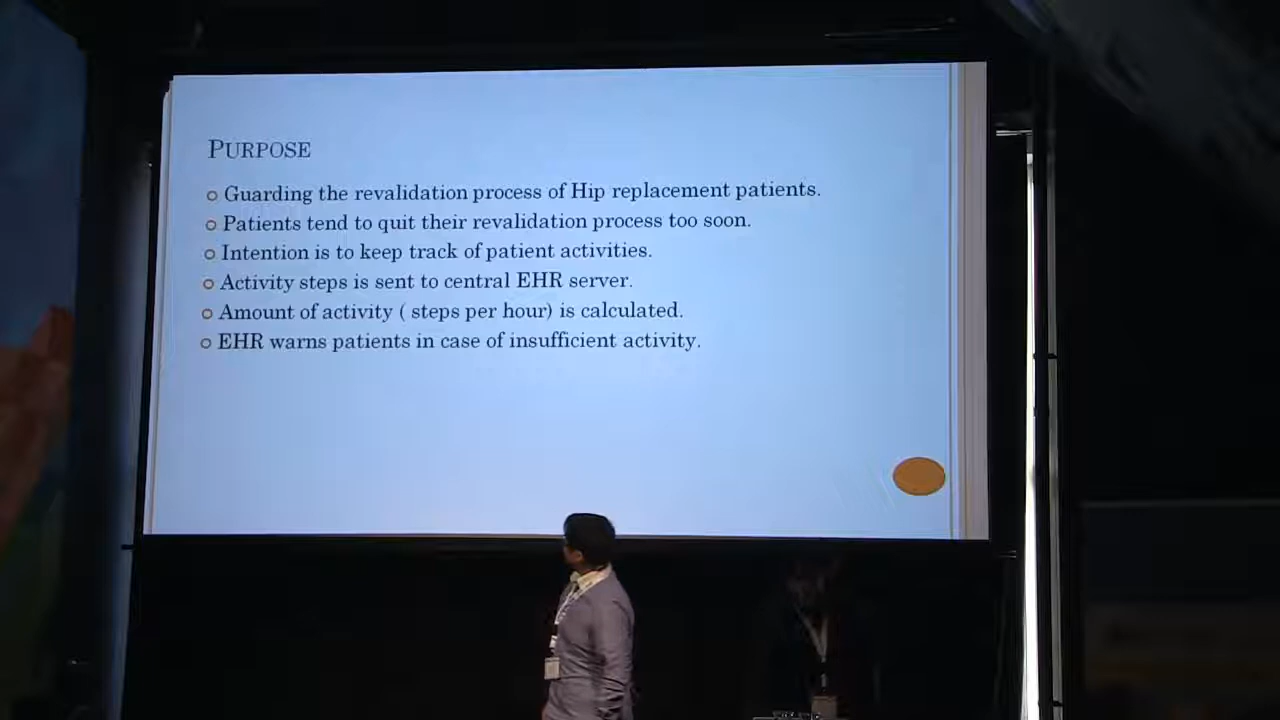 PURPOSE
Guarding the revalidation process of Hip replacement patients.
Patients tend to quit their revalidation process too soon.
Intention is to keep track of patient activities.
Activity steps is sent to central EHR server.
Amount of activity ( steps per hour) is calculated.
EHR warns patients in case of insufficient activity.